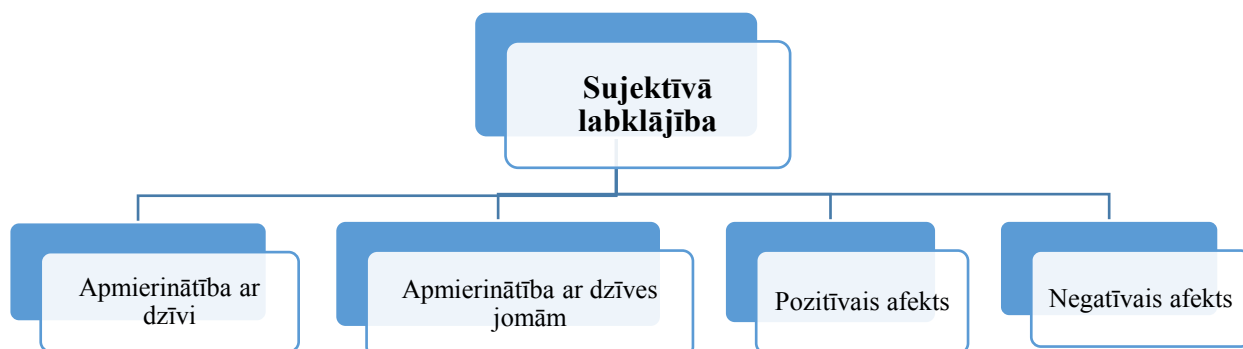 Sujektīvā
labklājība
Apmierinātība ar
dzīvi
Apmierinātība ar dzīves
jomām
Pozitīvais afekts
Negatīvais afekts